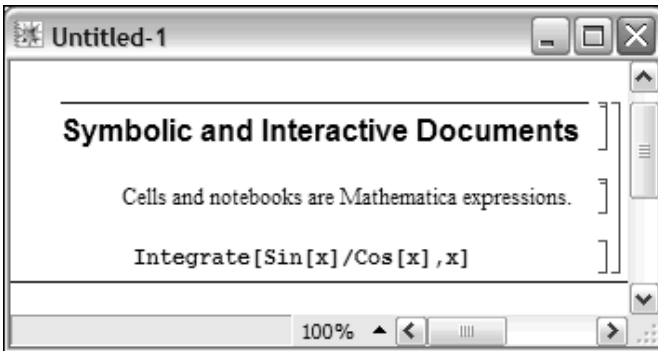 Untitled-1
Symbolic and Interactive Documents
Cells and notebooks are Mathematica expressions.
Integrate[Sin[x]/Cos[x],x]
100%